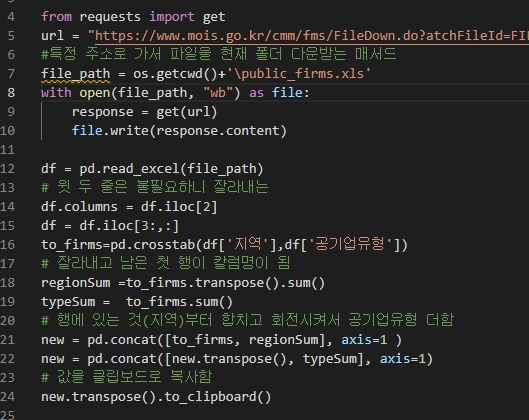 4 from requests import get
5 url = "https://www.mois.go.kr/cmm/fms/FileDown.do?atchFileId=FI
6 #특정 주소로 가서 파일을 현재 폴더 다운받는 매서드
7 file_path = os.getcwd()+'\public_firms.xls'
8 with open(file_path, "wb") as file:
9 response = get(url)
10 file.write(response.content)
11
12 df = pd.read_excel(file_path)
13 # 윗 두 줄은 불필요하니 잘라내는
14 df.columns = df.iloc[2]
15 df = df.iloc[3:,:]
16 to_firms=pd.crosstab(df['지역'],df['공기업유형'])
17 # 잘라내고 남은 첫 행이 칼럼명이 됨
18 regionSum =to_firms.transpose().sum()
19 typeSum =  to_firms.sum()
20 # 행에 있는 것(지역)부터 합치고 회전시켜서 공기업유형 더함
21 new = pd.concat([to_firms, regionSum], axis=1 )
22 new = pd.concat([new.transpose(), typeSum], axis=1)
23 # 값을 클립보드로 복사함
24 new.transpose().to_clipboard()
25